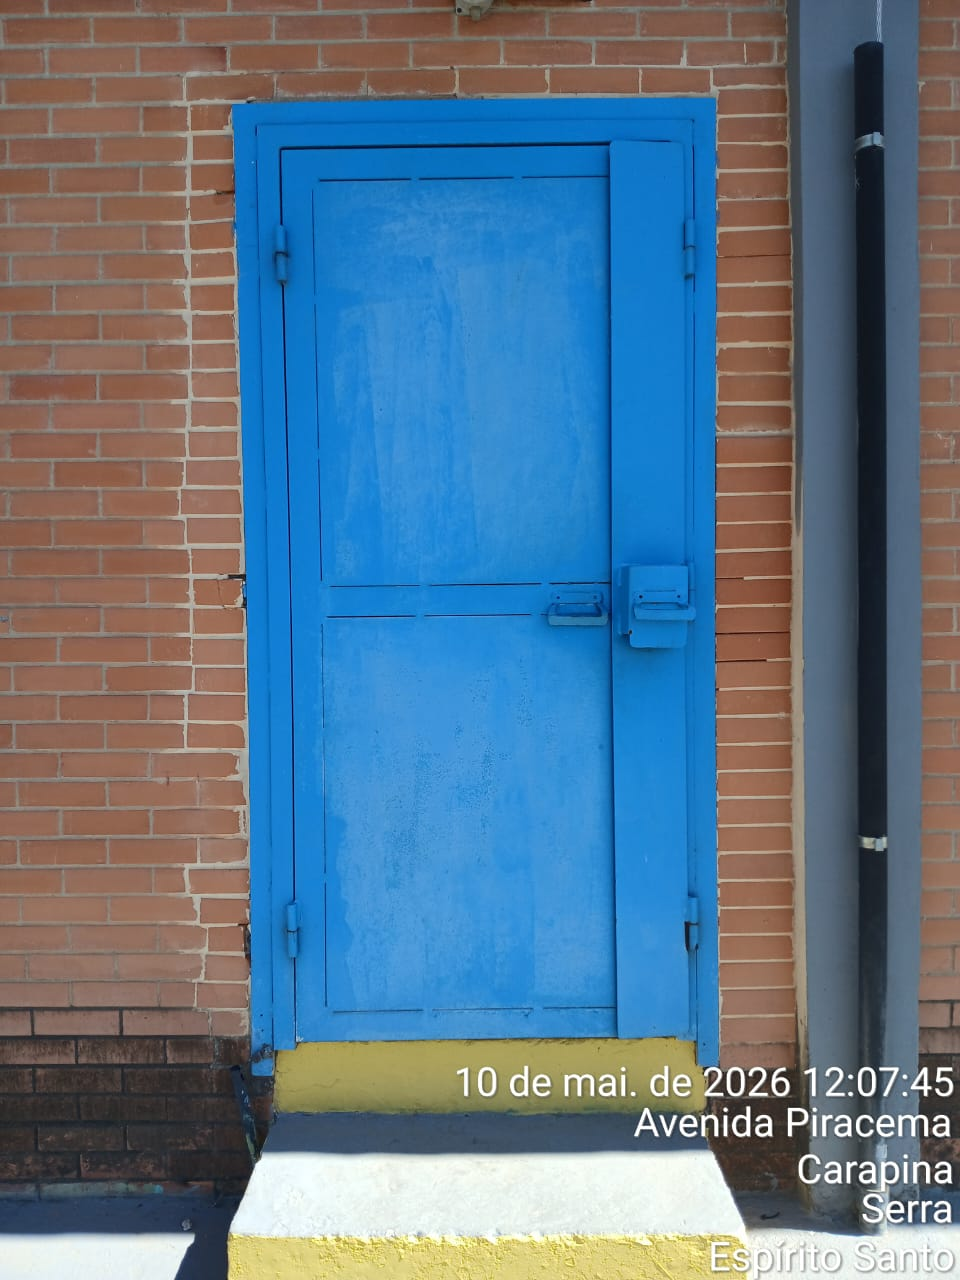 10 de mai. de 2026 12:07:45
Avenida Piracema
Carapina
Serra
Espírito Santo